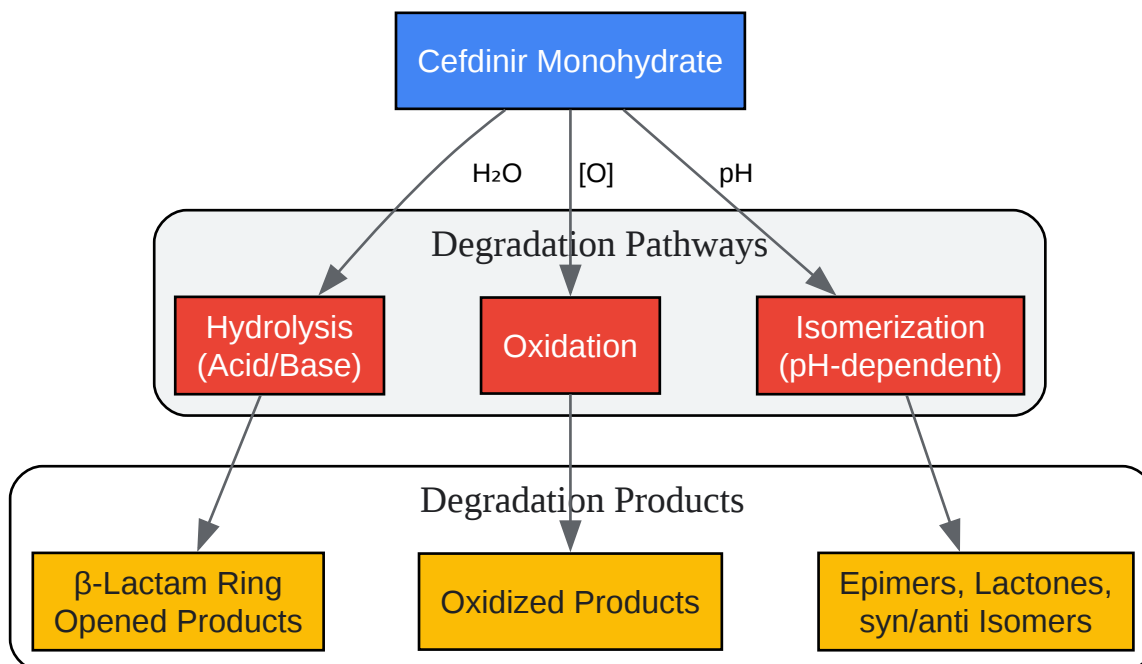 Cefdinir Monohydrate
H₂O
[O]
pH
Degradation Pathways
Hydrolysis
(Acid/Base)
Oxidation
Isomerization
(pH-dependent)
Degradation Products
β-Lactam Ring
Opened Products
Oxidized Products
Epimers, Lactones,
syn/anti Isomers